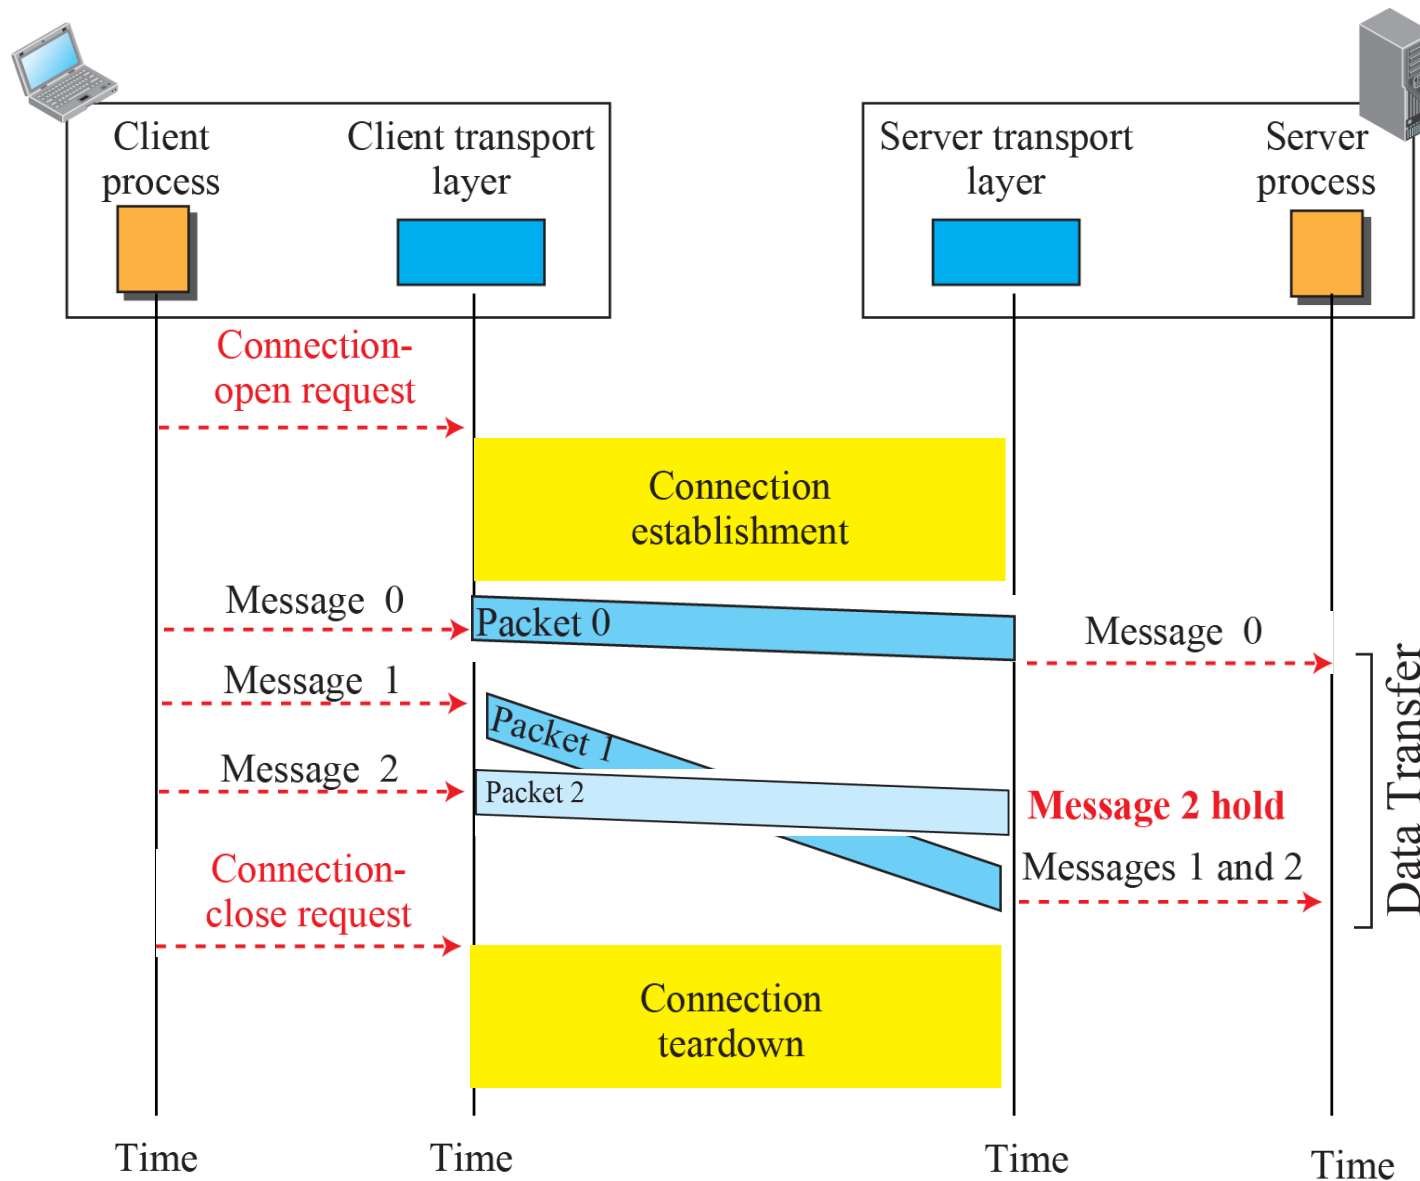 Client process
Client transport layer
Server transport layer
Server process
Connection-
open request
Connection
establishment
Message 0
Packet 0
Message 0
Message 1
Packet 1
Message 2
Packet 2
Message 2 hold
Connection-
close request
Messages 1 and 2
Data Transfer
Connection
teardown
Time
Time
Time
Time